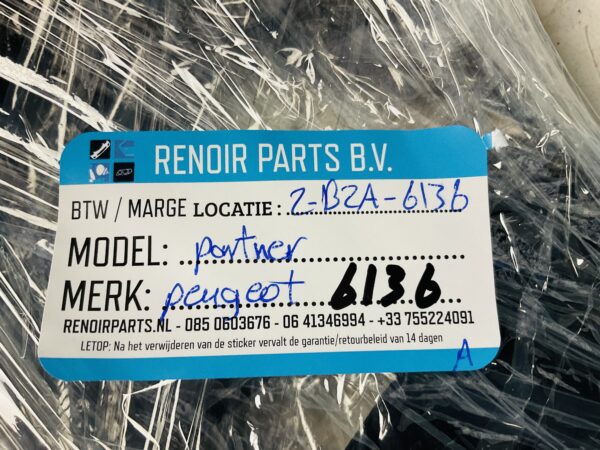 RENOIR PARTS B.V.
BTW / MARGE LOCATIE: 2-B2A-6136
MODEL: partner
MERK: peugeot 6136
RENOIRPARTS.NL - 085 0603676 - 06 41346994 - +33 755224091
LETOP: Na het verwijderen van de sticker vervalt de garantie/retourbeleid van 14 dagen
A